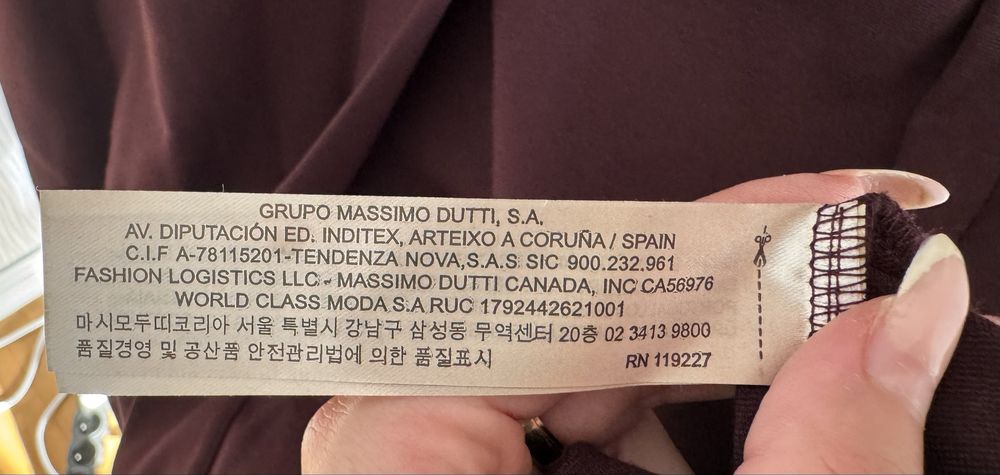 GRUPO MASSIMO DUTTI, S.A.
AV. DIPUTACIÓN ED. INDITEX, ARTEIXO A CORUÑA / SPAIN
C.I.F A-78115201-TENDENZA NOVA,S.A.S SIC 900.232.961
FASHION LOGISTICS LLC - MASSIMO DUTTI CANADA, INC CA56976
WORLD CLASS MODA S.A RUC 1792442621001
마시모두띠코리아 서울 특별시 강남구 삼성동 무역센터 20층 02 3413 9800
품질경영 및 공산품 안전관리법에 의한 품질표시 RN 119227